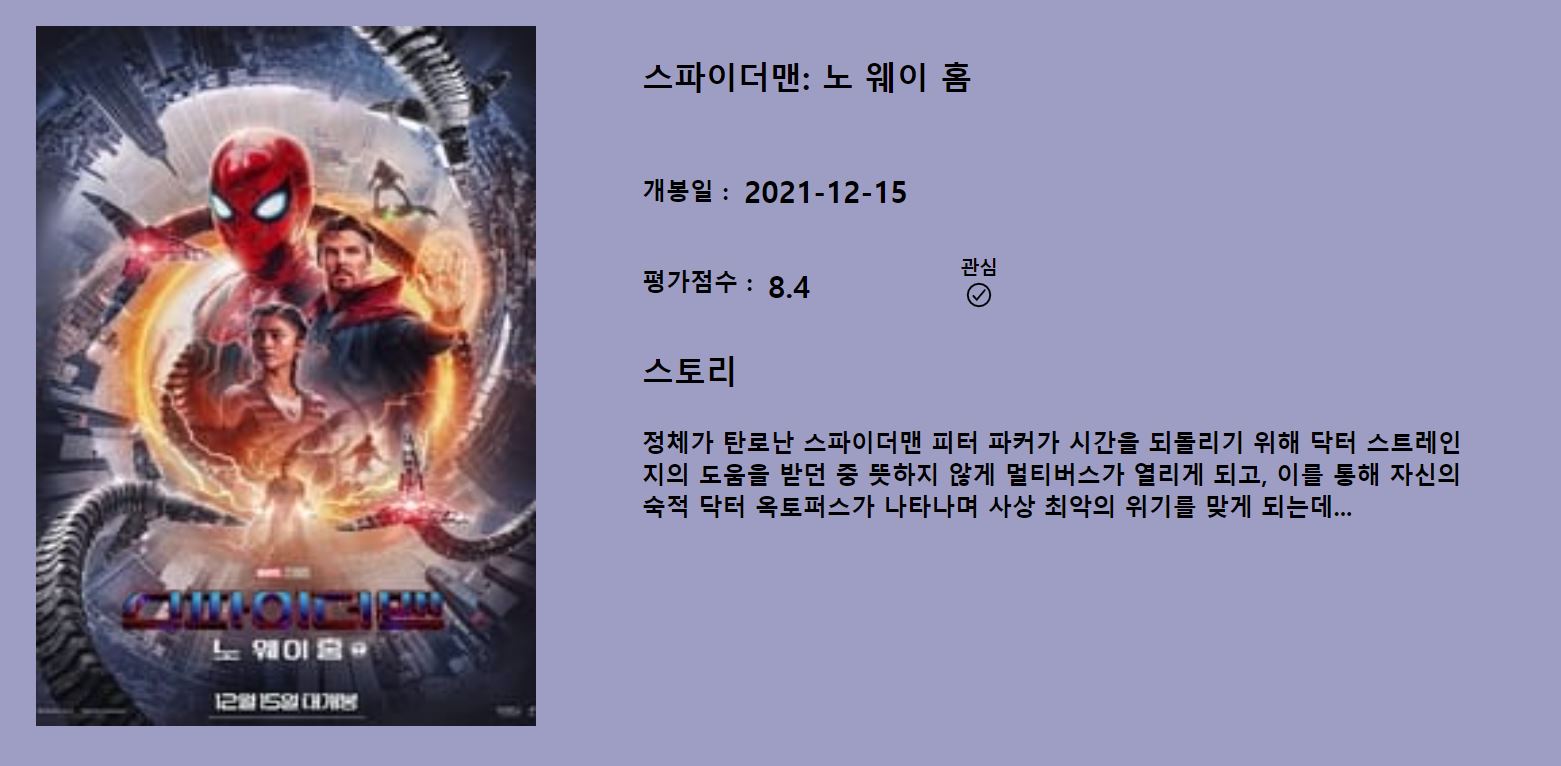 스파이더맨: 노 웨이 홈
개봉일 : 2021-12-15
평가점수 : 8.4
관심
스토리
정체가 탄로난 스파이더맨 피터 파커가 시간을 되돌리기 위해 닥터 스트레인
지의 도움을 받던 중 뜻하지 않게 멀티버스가 열리게 되고, 이를 통해 자신의
숙적 닥터 옥토퍼스가 나타나며 사상 최악의 위기를 맞게 되는데...
스파이더맨
노 웨이 홈
12월 15일 대개봉